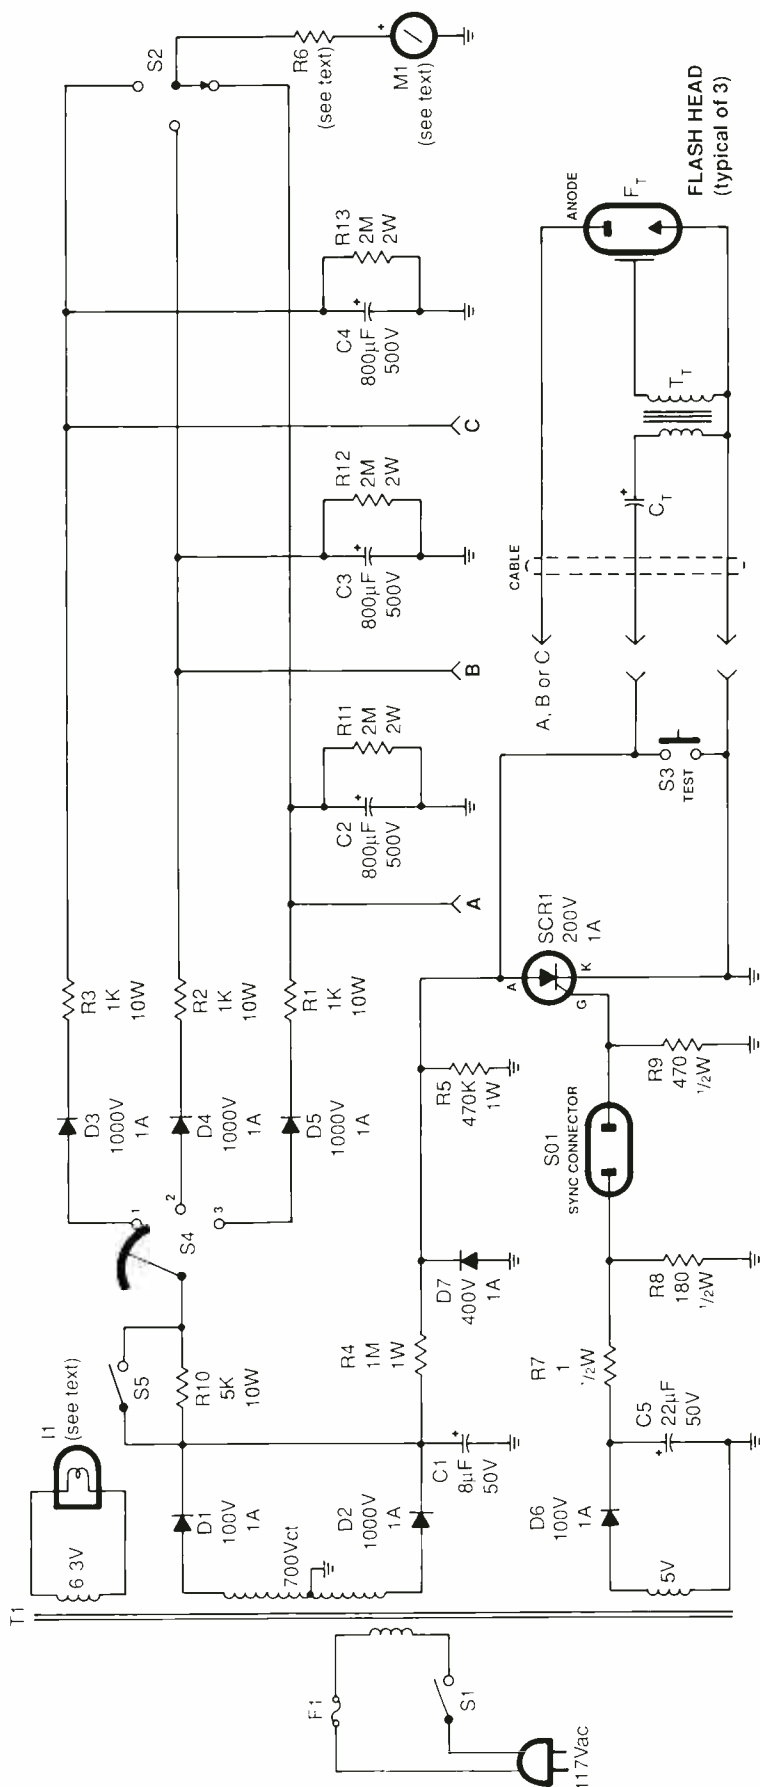 T1
117Vac
F1
S1
6.3V
I1
(see text)
700Vct
5V
D1
100V
1A
D2
1000V
1A
D6
100V
1A
S5
R10
5K
10W
C1
8µF
50V
R4
1M
1W
D7
400V
1A
C5
22µF
50V
R7
1
1/2W
R8
180
1/2W
S4
1
2
3
D3
1000V
1A
D4
1000V
1A
D5
1000V
1A
R3
1K
10W
R2
1K
10W
R1
1K
10W
R5
470K
1W
S01
SYNC CONNECTOR
R9
470
1/2W
SCR1
200V
1A
A
K
G
A
B
C
C2
800µF
500V
R11
2M
2W
C3
800µF
500V
R12
2M
2W
C4
800µF
500V
R13
2M
2W
S2
R6
(see text)
M1
(see text)
S3
TEST
A, B or C
CABLE
CT
TT
ANODE
FT
FLASH HEAD
(typical of 3)